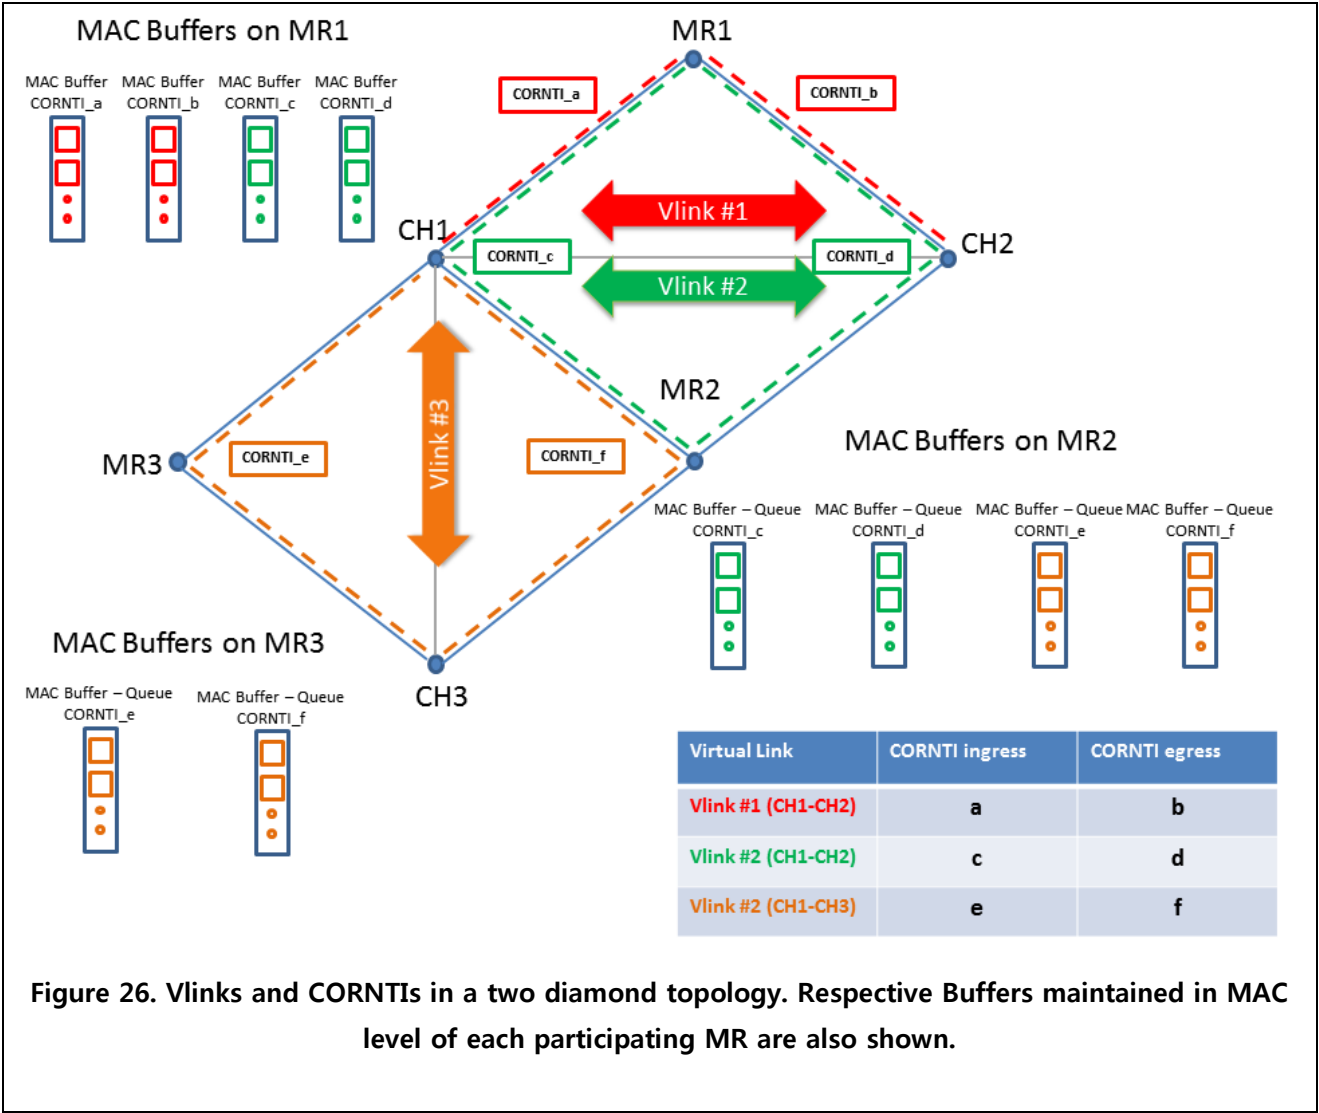 MAC Buffers on MR1
MAC Buffer
CORNTI_a
MAC Buffer
CORNTI_b
MAC Buffer
CORNTI_c
MAC Buffer
CORNTI_d
MR1
CORNTI_a
CORNTI_b
Vlink #1
CH1
CH2
CORNTI_c
CORNTI_d
Vlink #2
Vlink #3
MR2
MR3
CORNTI_e
CORNTI_f
MAC Buffers on MR2
MAC Buffer – Queue
CORNTI_c
MAC Buffer – Queue
CORNTI_d
MAC Buffer – Queue
CORNTI_e
MAC Buffer – Queue
CORNTI_f
MAC Buffers on MR3
MAC Buffer – Queue
CORNTI_e
MAC Buffer – Queue
CORNTI_f
CH3
Virtual Link CORNTI ingress CORNTI egress
Vlink #1 (CH1-CH2) a b
Vlink #2 (CH1-CH2) c d
Vlink #2 (CH1-CH3) e f
Figure 26. Vlinks and CORNTIs in a two diamond topology. Respective Buffers maintained in MAC
level of each participating MR are also shown.